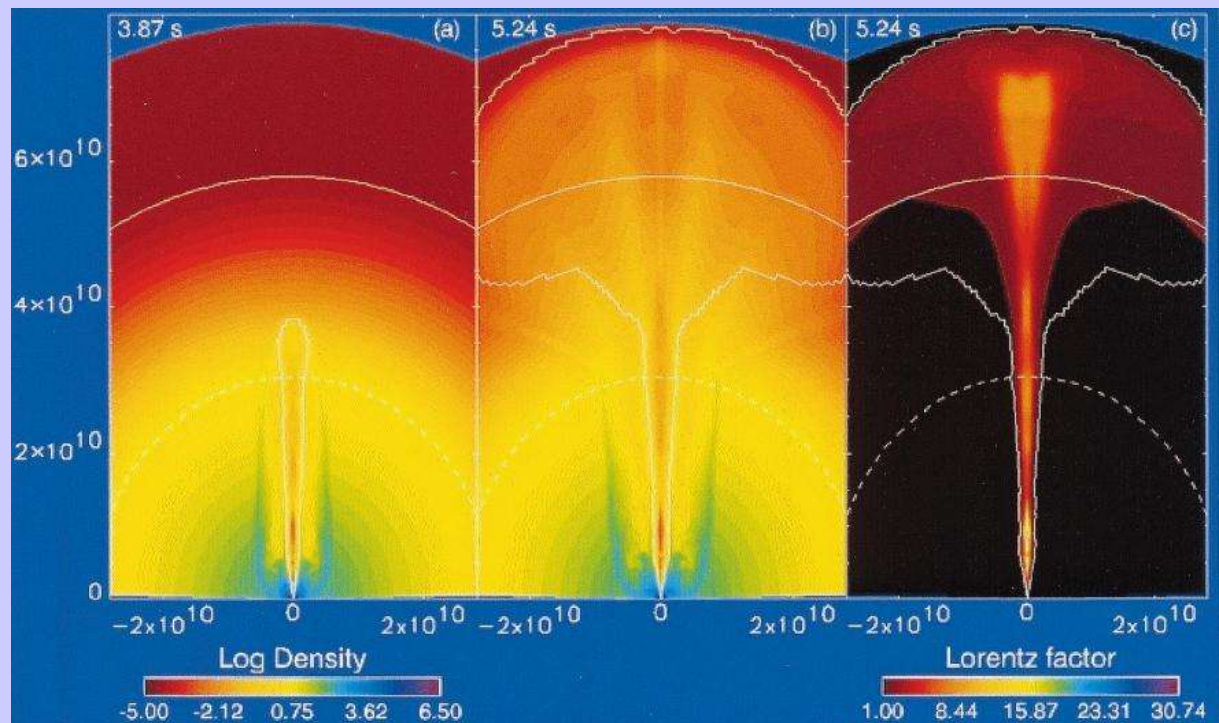 3.87 s (a)
5.24 s (b)
5.24 s (c)
6×10¹⁰
4×10¹⁰
2×10¹⁰
0
−2×10¹⁰ 0 2×10¹⁰
−2×10¹⁰ 0 2×10¹⁰
−2×10¹⁰ 0 2×10¹⁰
Log Density
-5.00 -2.12 0.75 3.62 6.50
Lorentz factor
1.00 8.44 15.87 23.31 30.74